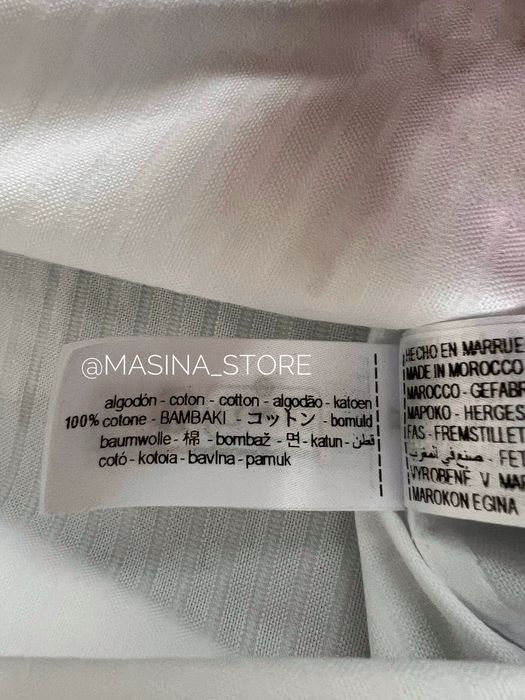 @MASINA_STORE
algodón - coton - cotton - algodão - katoen
100% cotone - BAMBAKI - コットン - bomuld
baumwolle - 棉 - bombaž - 면 - katun - قطن
cotó - kotoia - bavlna - pamuk
HECHO EN MARRUE
MADE IN MOROCCO
MAROCCO - GEFABR
MAPOKO - HERGES
FAS - FREMSTILLET
صنع في المغرب - FET
VYROBENÉ V MAR
MAROKON EGINA